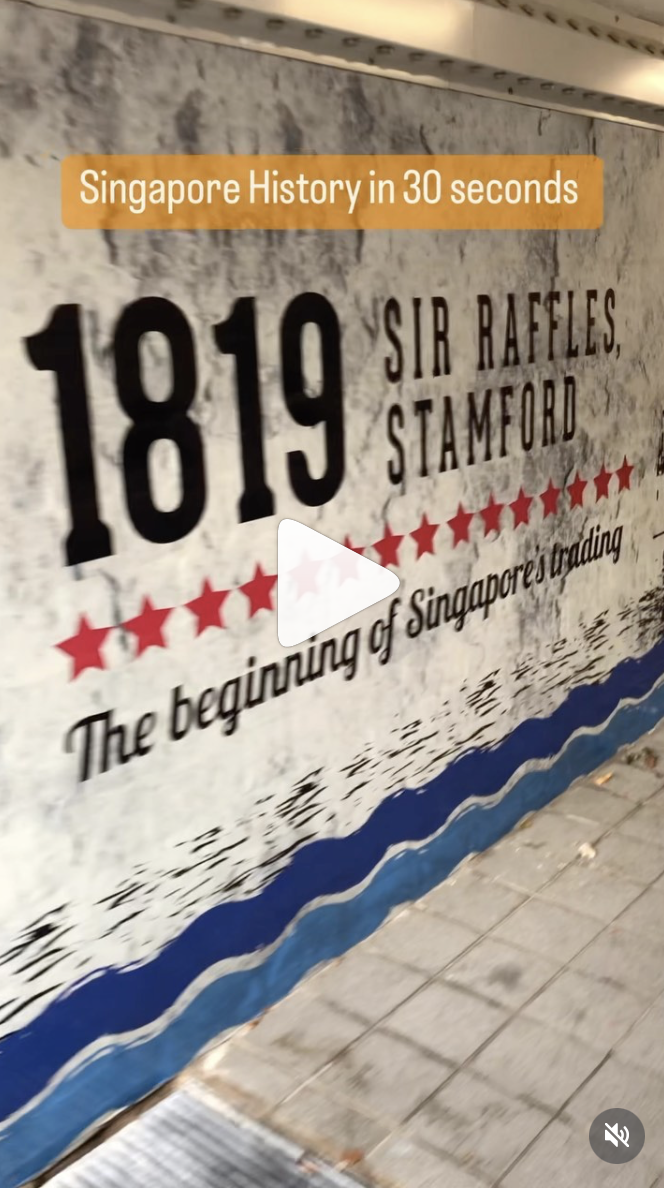 Singapore History in 30 seconds
1819
SIR RAFFLES,
STAMFORD
The beginning of Singapore's trading